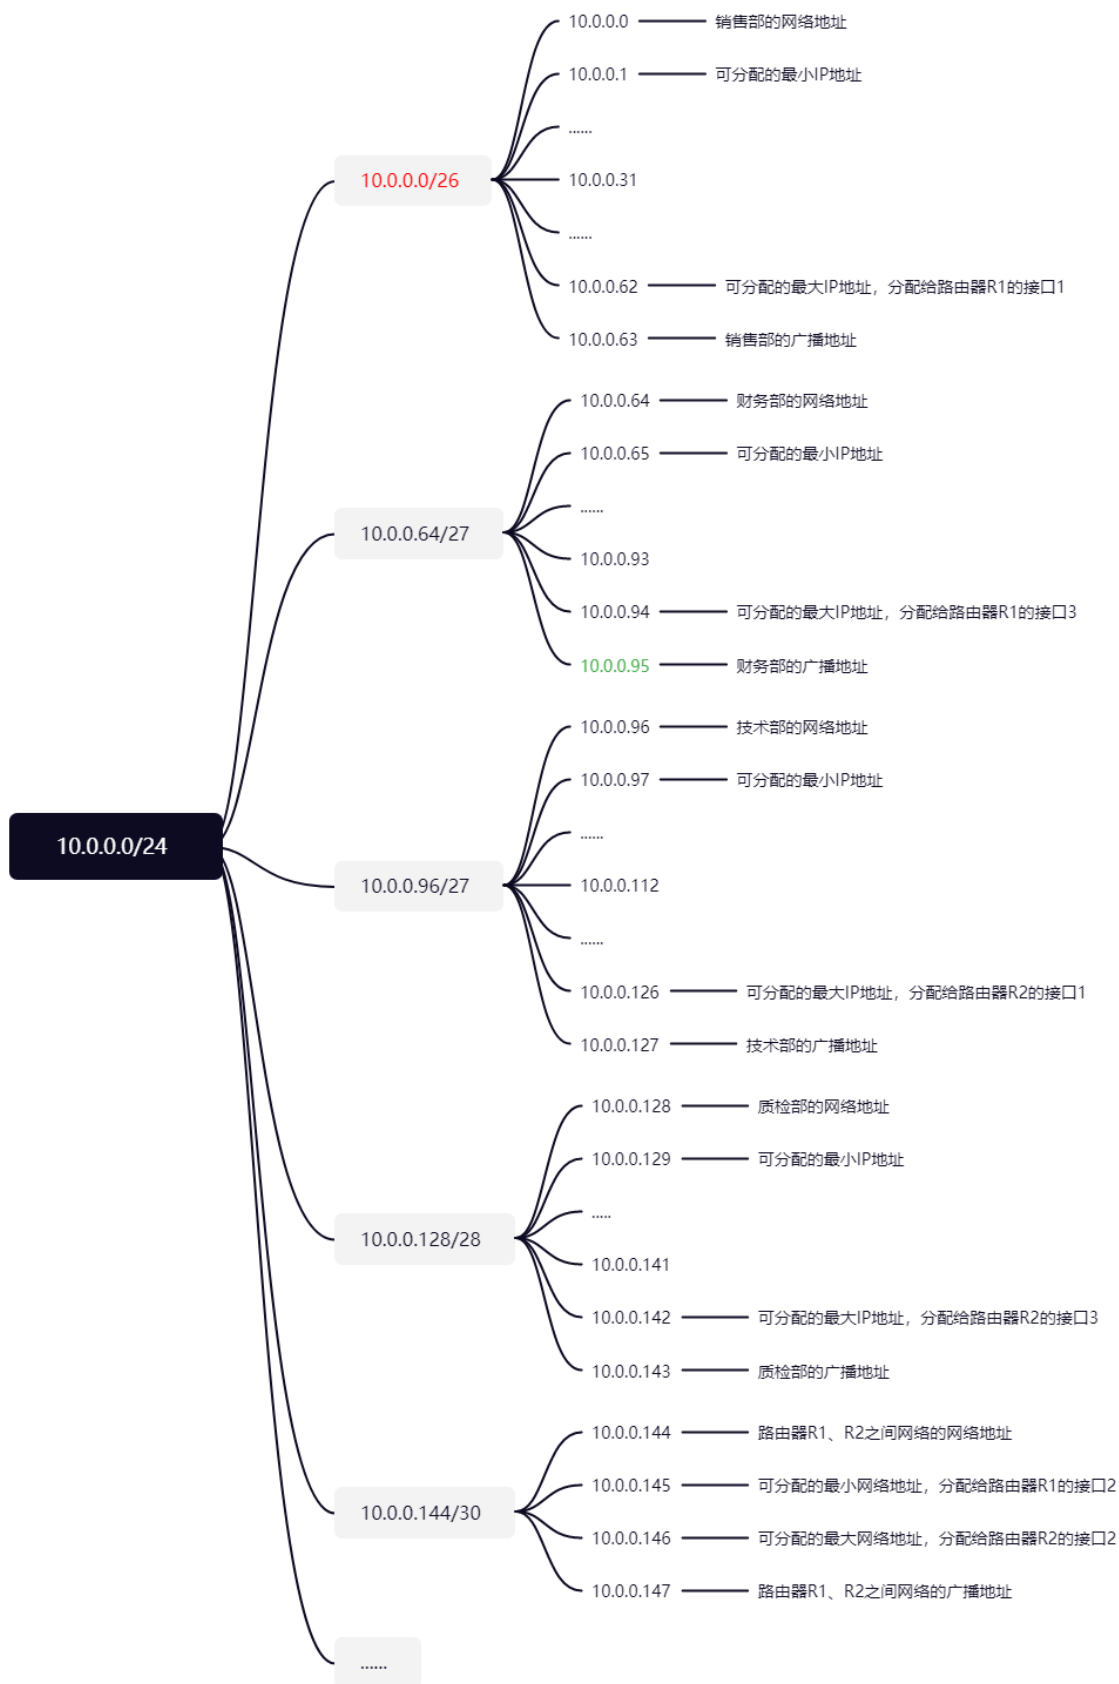 10.0.0.0/24
10.0.0.0/26
10.0.0.0 销售部的网络地址
10.0.0.1 可分配的最小IP地址
......
10.0.0.31
......
10.0.0.62 可分配的最大IP地址，分配给路由器R1的接口1
10.0.0.63 销售部的广播地址
10.0.0.64/27
10.0.0.64 财务部的网络地址
10.0.0.65 可分配的最小IP地址
......
10.0.0.93
10.0.0.94 可分配的最大IP地址，分配给路由器R1的接口3
10.0.0.95 财务部的广播地址
10.0.0.96/27
10.0.0.96 技术部的网络地址
10.0.0.97 可分配的最小IP地址
......
10.0.0.112
......
10.0.0.126 可分配的最大IP地址，分配给路由器R2的接口1
10.0.0.127 技术部的广播地址
10.0.0.128/28
10.0.0.128 质检部的网络地址
10.0.0.129 可分配的最小IP地址
.....
10.0.0.141
10.0.0.142 可分配的最大IP地址，分配给路由器R2的接口3
10.0.0.143 质检部的广播地址
10.0.0.144/30
10.0.0.144 路由器R1、R2之间网络的网络地址
10.0.0.145 可分配的最小网络地址，分配给路由器R1的接口2
10.0.0.146 可分配的最大网络地址，分配给路由器R2的接口2
10.0.0.147 路由器R1、R2之间网络的广播地址
......